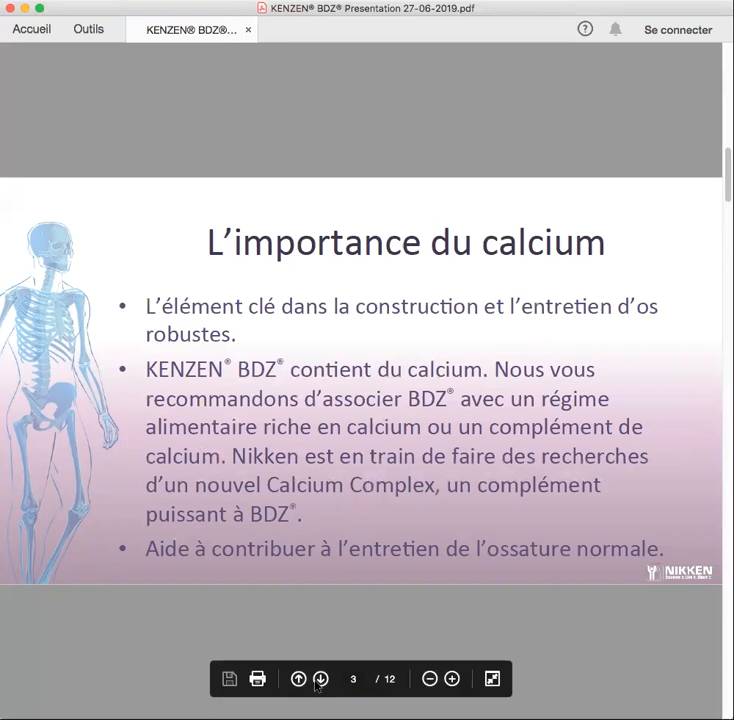 KENZEN® BDZ® Presentation 27-06-2019.pdf
Accueil Outils KENZEN® BDZ®... × ? Se connecter
L'importance du calcium
• L'élément clé dans la construction et l'entretien d'os
robustes.
• KENZEN® BDZ® contient du calcium. Nous vous
recommandons d'associer BDZ® avec un régime
alimentaire riche en calcium ou un complément de
calcium. Nikken est en train de faire des recherches
d'un nouvel Calcium Complex, un complément
puissant à BDZ®.
• Aide à contribuer à l'entretien de l'ossature normale.
NIKKEN
3 / 12